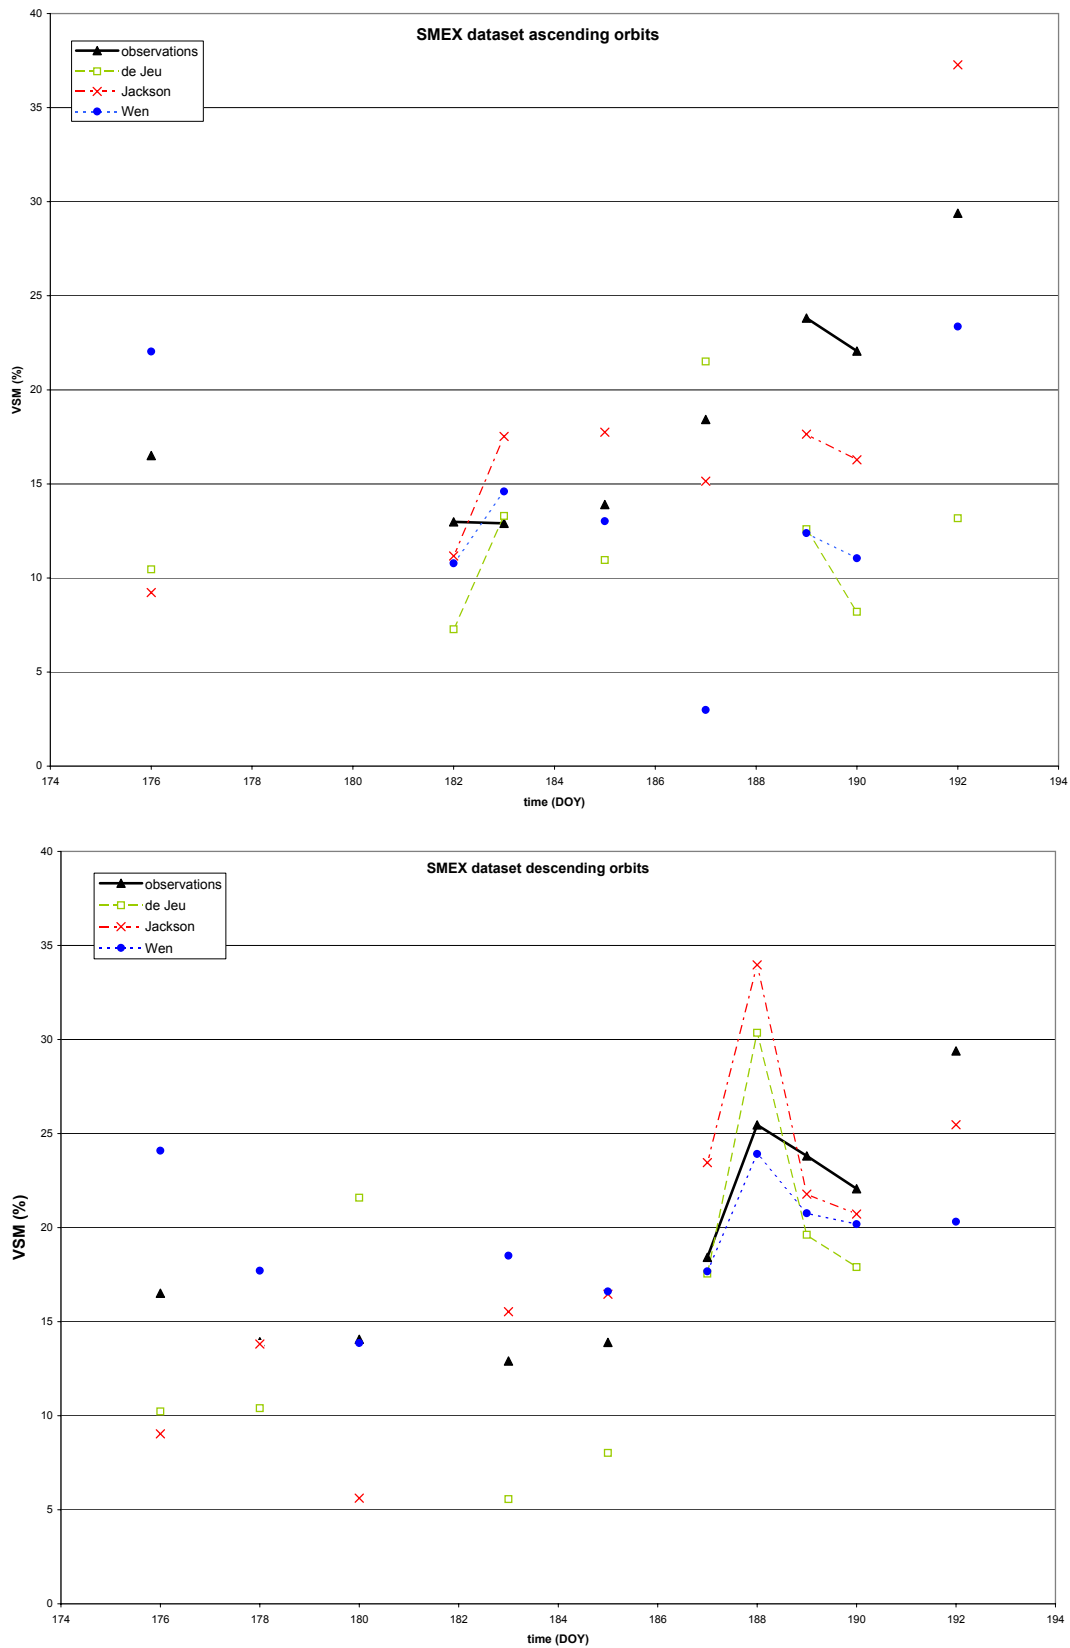 SMEX dataset ascending orbits
observations
de Jeu
Jackson
Wen
40
35
30
25
20
15
10
5
0
VSM (%)
174 176 178 180 182 184 186 188 190 192 194
time (DOY)
SMEX dataset descending orbits
observations
de Jeu
Jackson
Wen
40
35
30
25
20
15
10
5
0
VSM (%)
174 176 178 180 182 184 186 188 190 192 194
time (DOY)